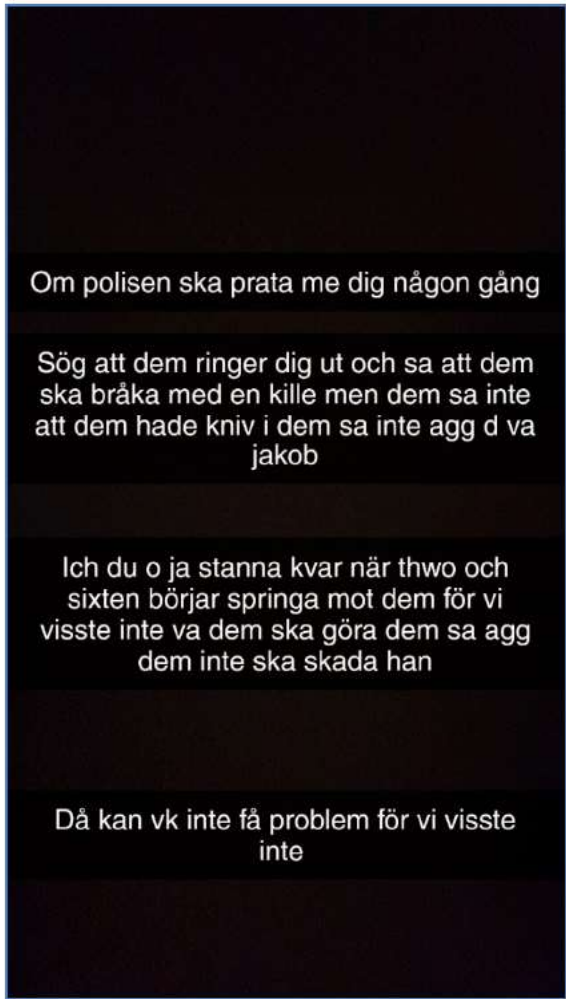 Om polisen ska prata me dig någon gång
Sög att dem ringer dig ut och sa att dem
ska bråka med en kille men dem sa inte
att dem hade kniv i dem sa inte agg d va
jakob
Ich du o ja stanna kvar när thwo och
sixten börjar springa mot dem för vi
visste inte va dem ska göra dem sa agg
dem inte ska skada han
Då kan vk inte få problem för vi visste
inte